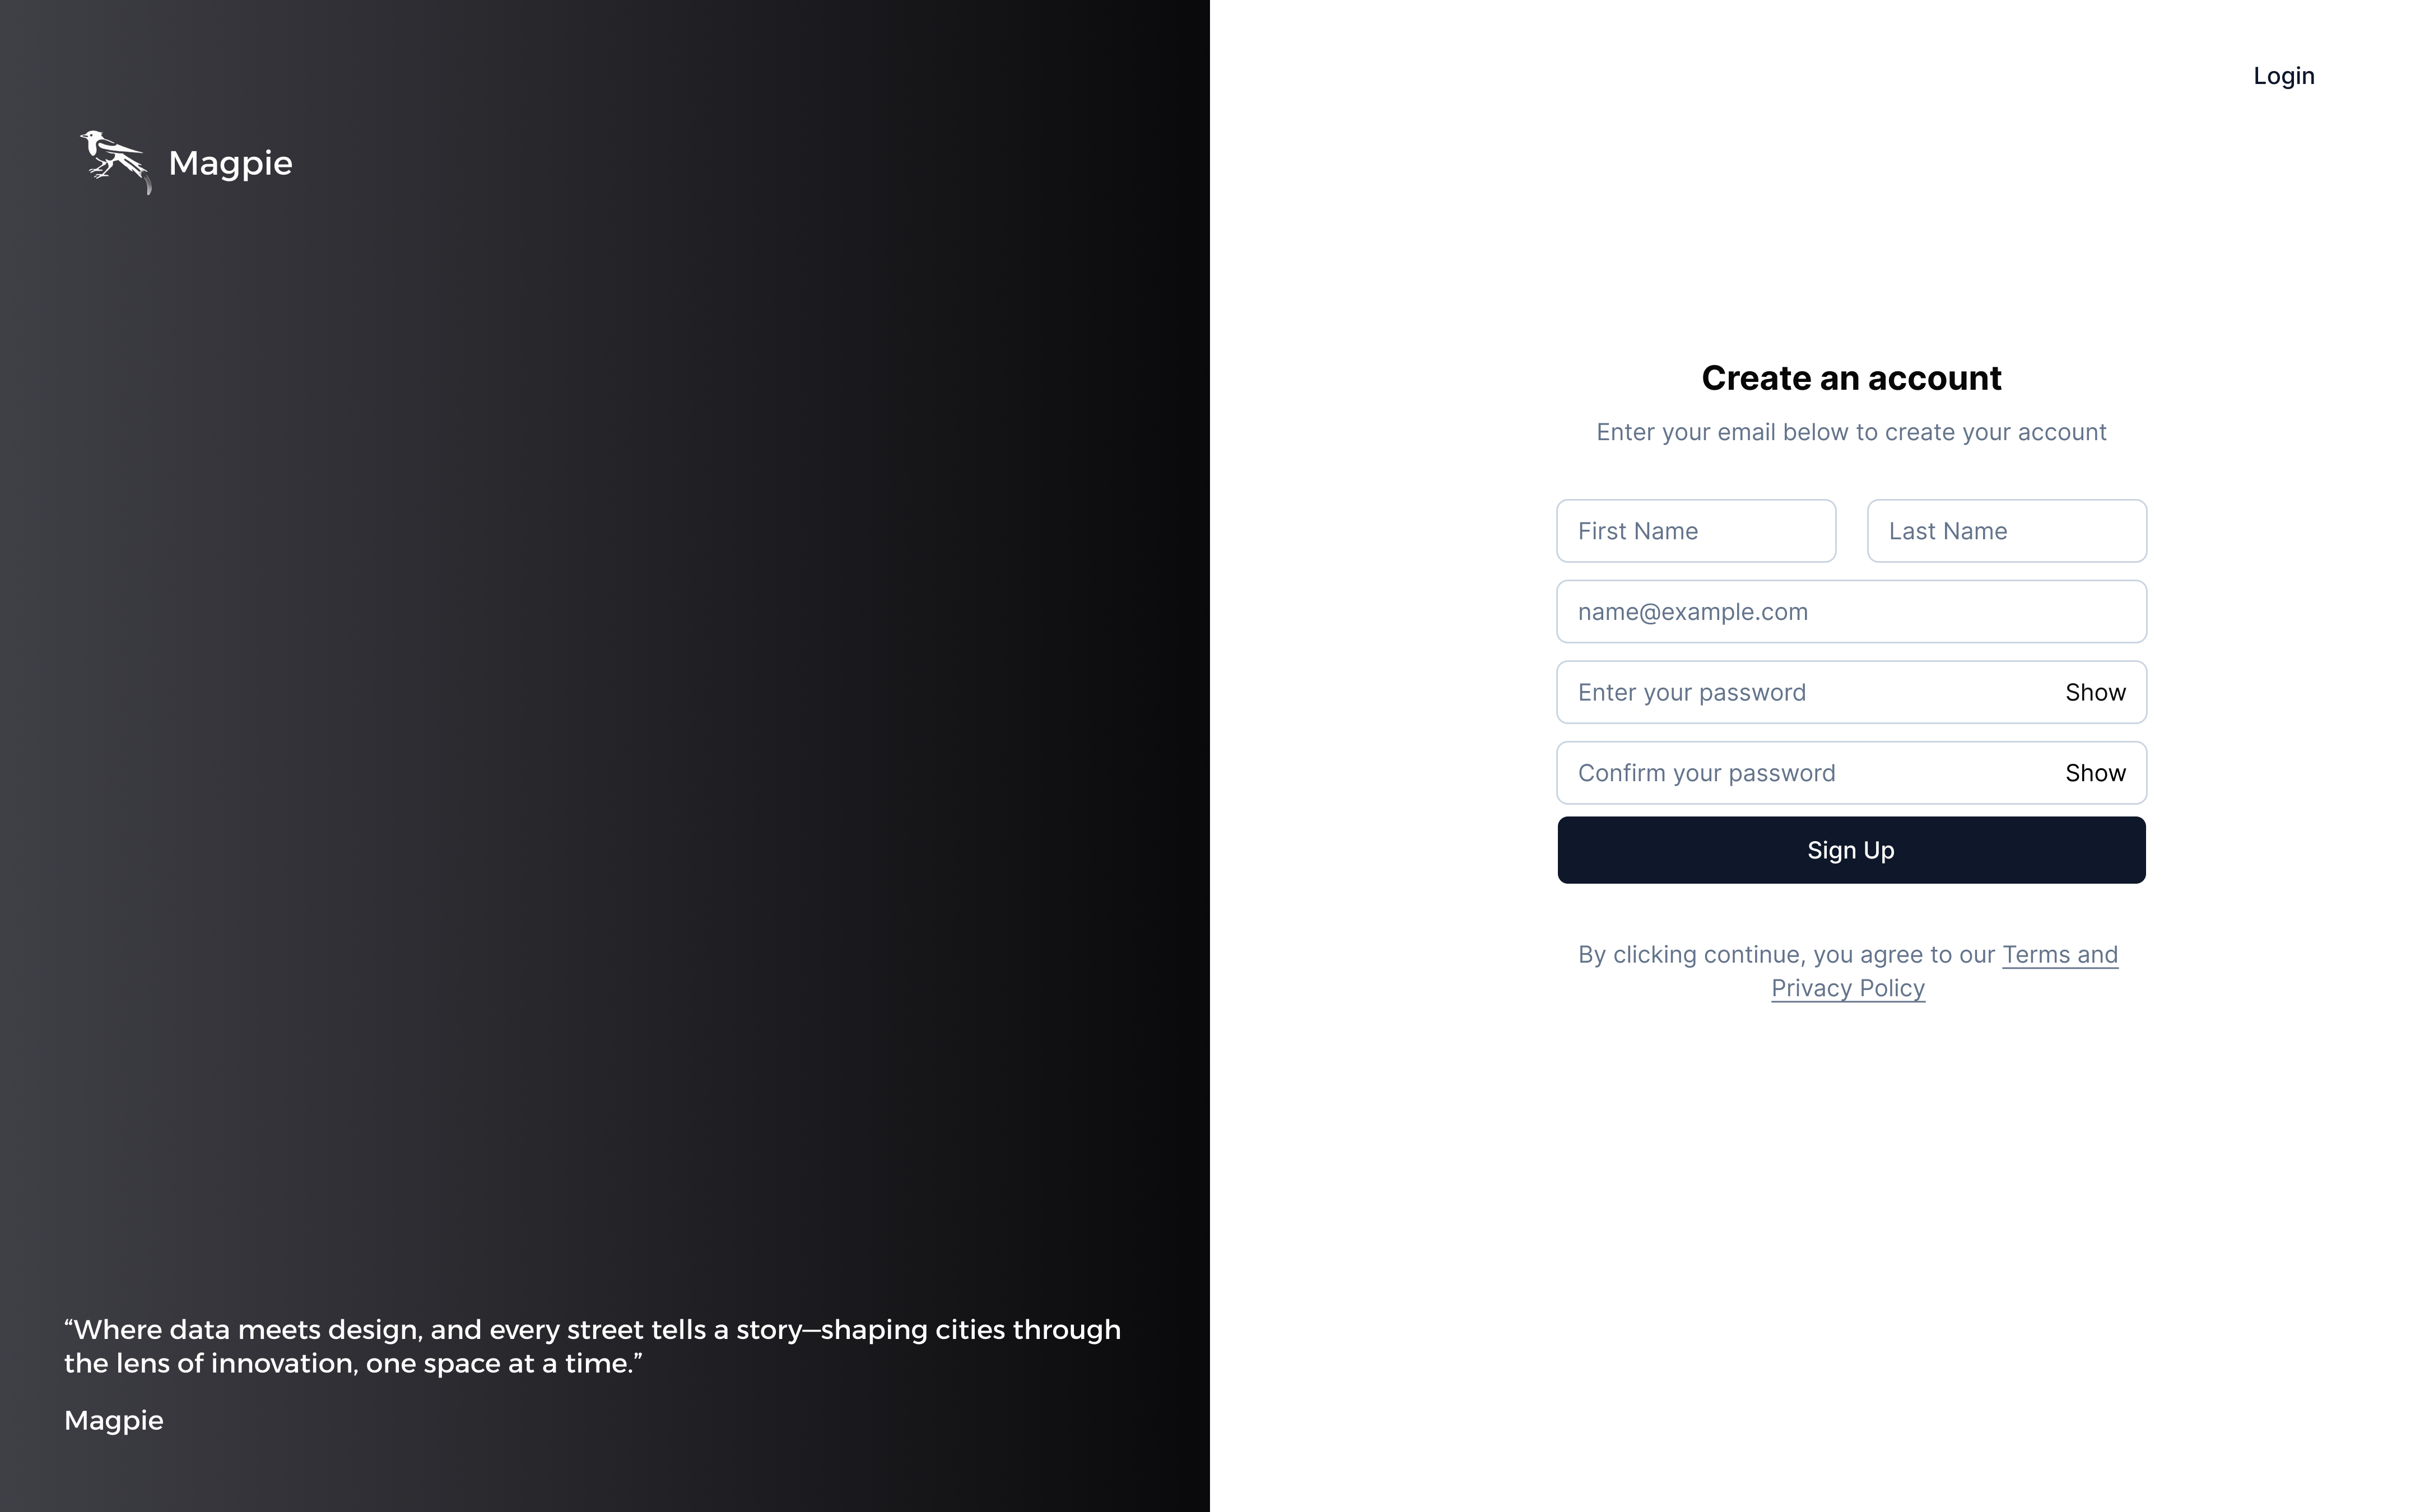 Magpie
“Where data meets design, and every street tells a story—shaping cities through
the lens of innovation, one space at a time.”
Magpie
Login
Create an account
Enter your email below to create your account
First Name
Last Name
name@example.com
Enter your password
Show
Confirm your password
Show
Sign Up
By clicking continue, you agree to our Terms and
Privacy Policy